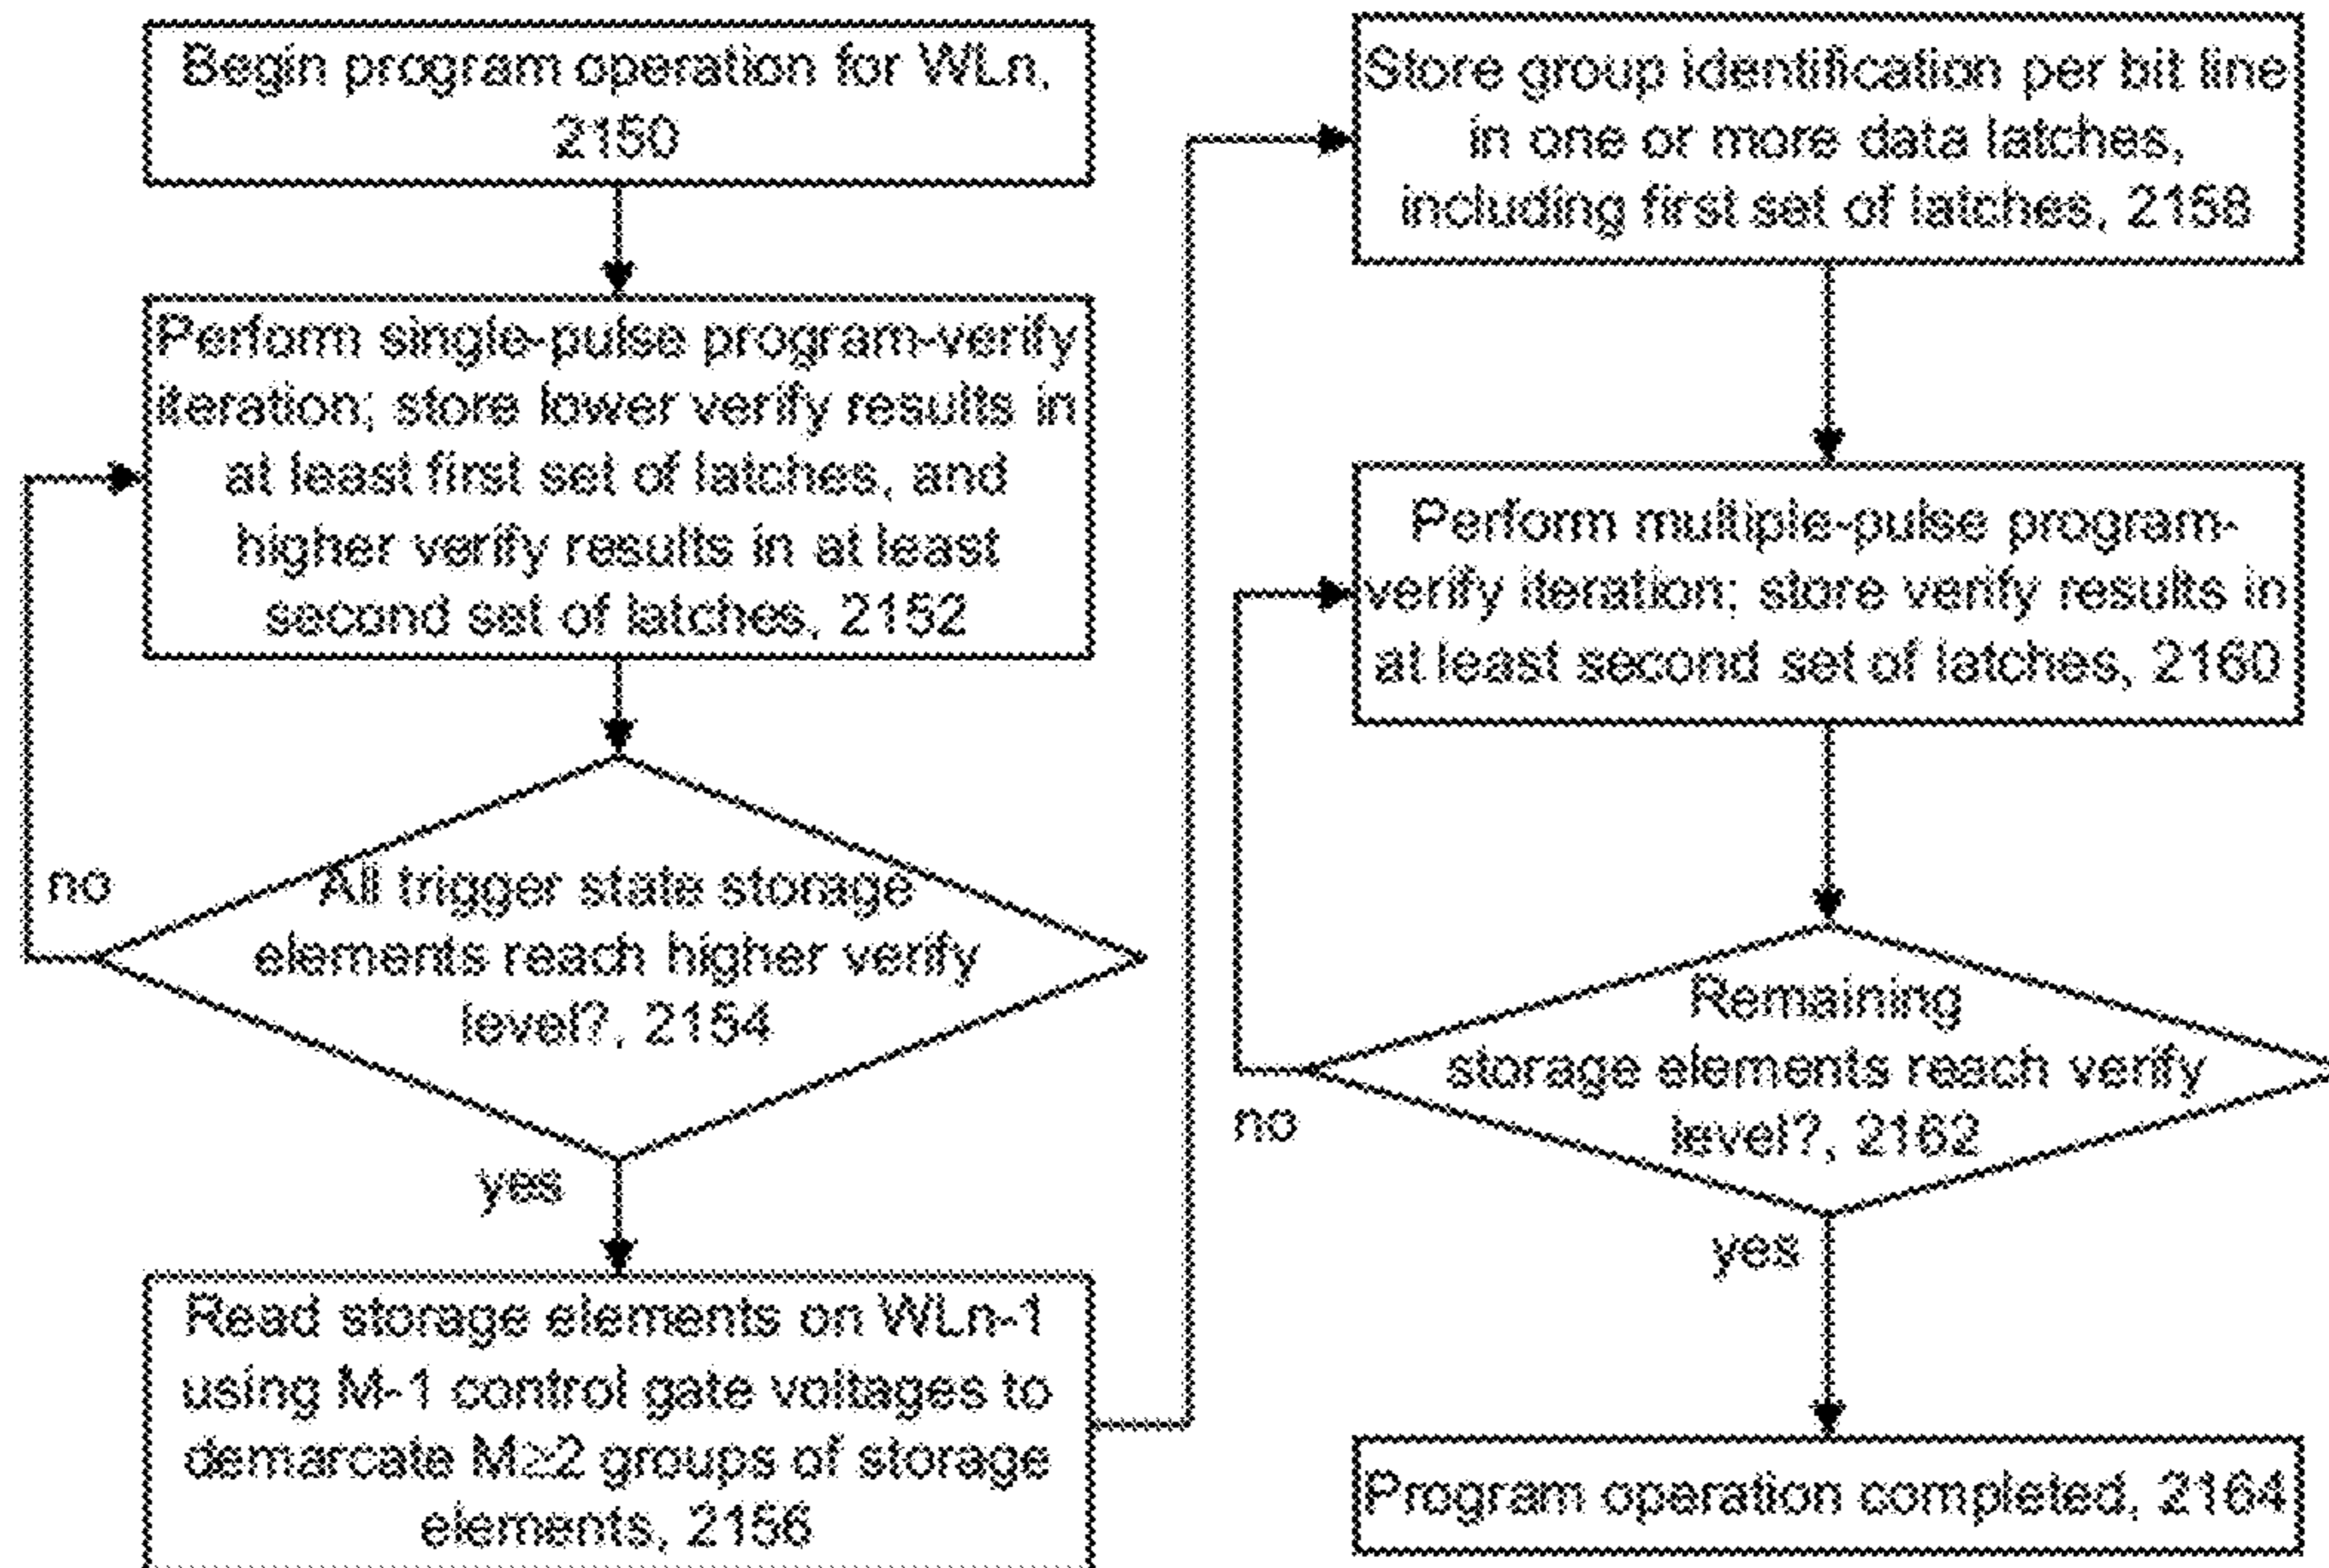 Begin program operation for WLn,
2150
Perform single-pulse program-verify
iteration; store lower verify results in
at least first set of latches, and
higher verify results in at least
second set of latches, 2152
no
All trigger state storage
elements reach higher verify
level?, 2154
yes
Read storage elements on WLn-1
using M-1 control gate voltages to
demarcate M≥2 groups of storage
elements, 2156
Store group identification per bit line
in one or more data latches,
including first set of latches, 2158
Perform multiple-pulse program-
verify iteration; store verify results in
at least second set of latches, 2160
Remaining
storage elements reach verify
level?, 2162
no
yes
Program operation completed, 2164